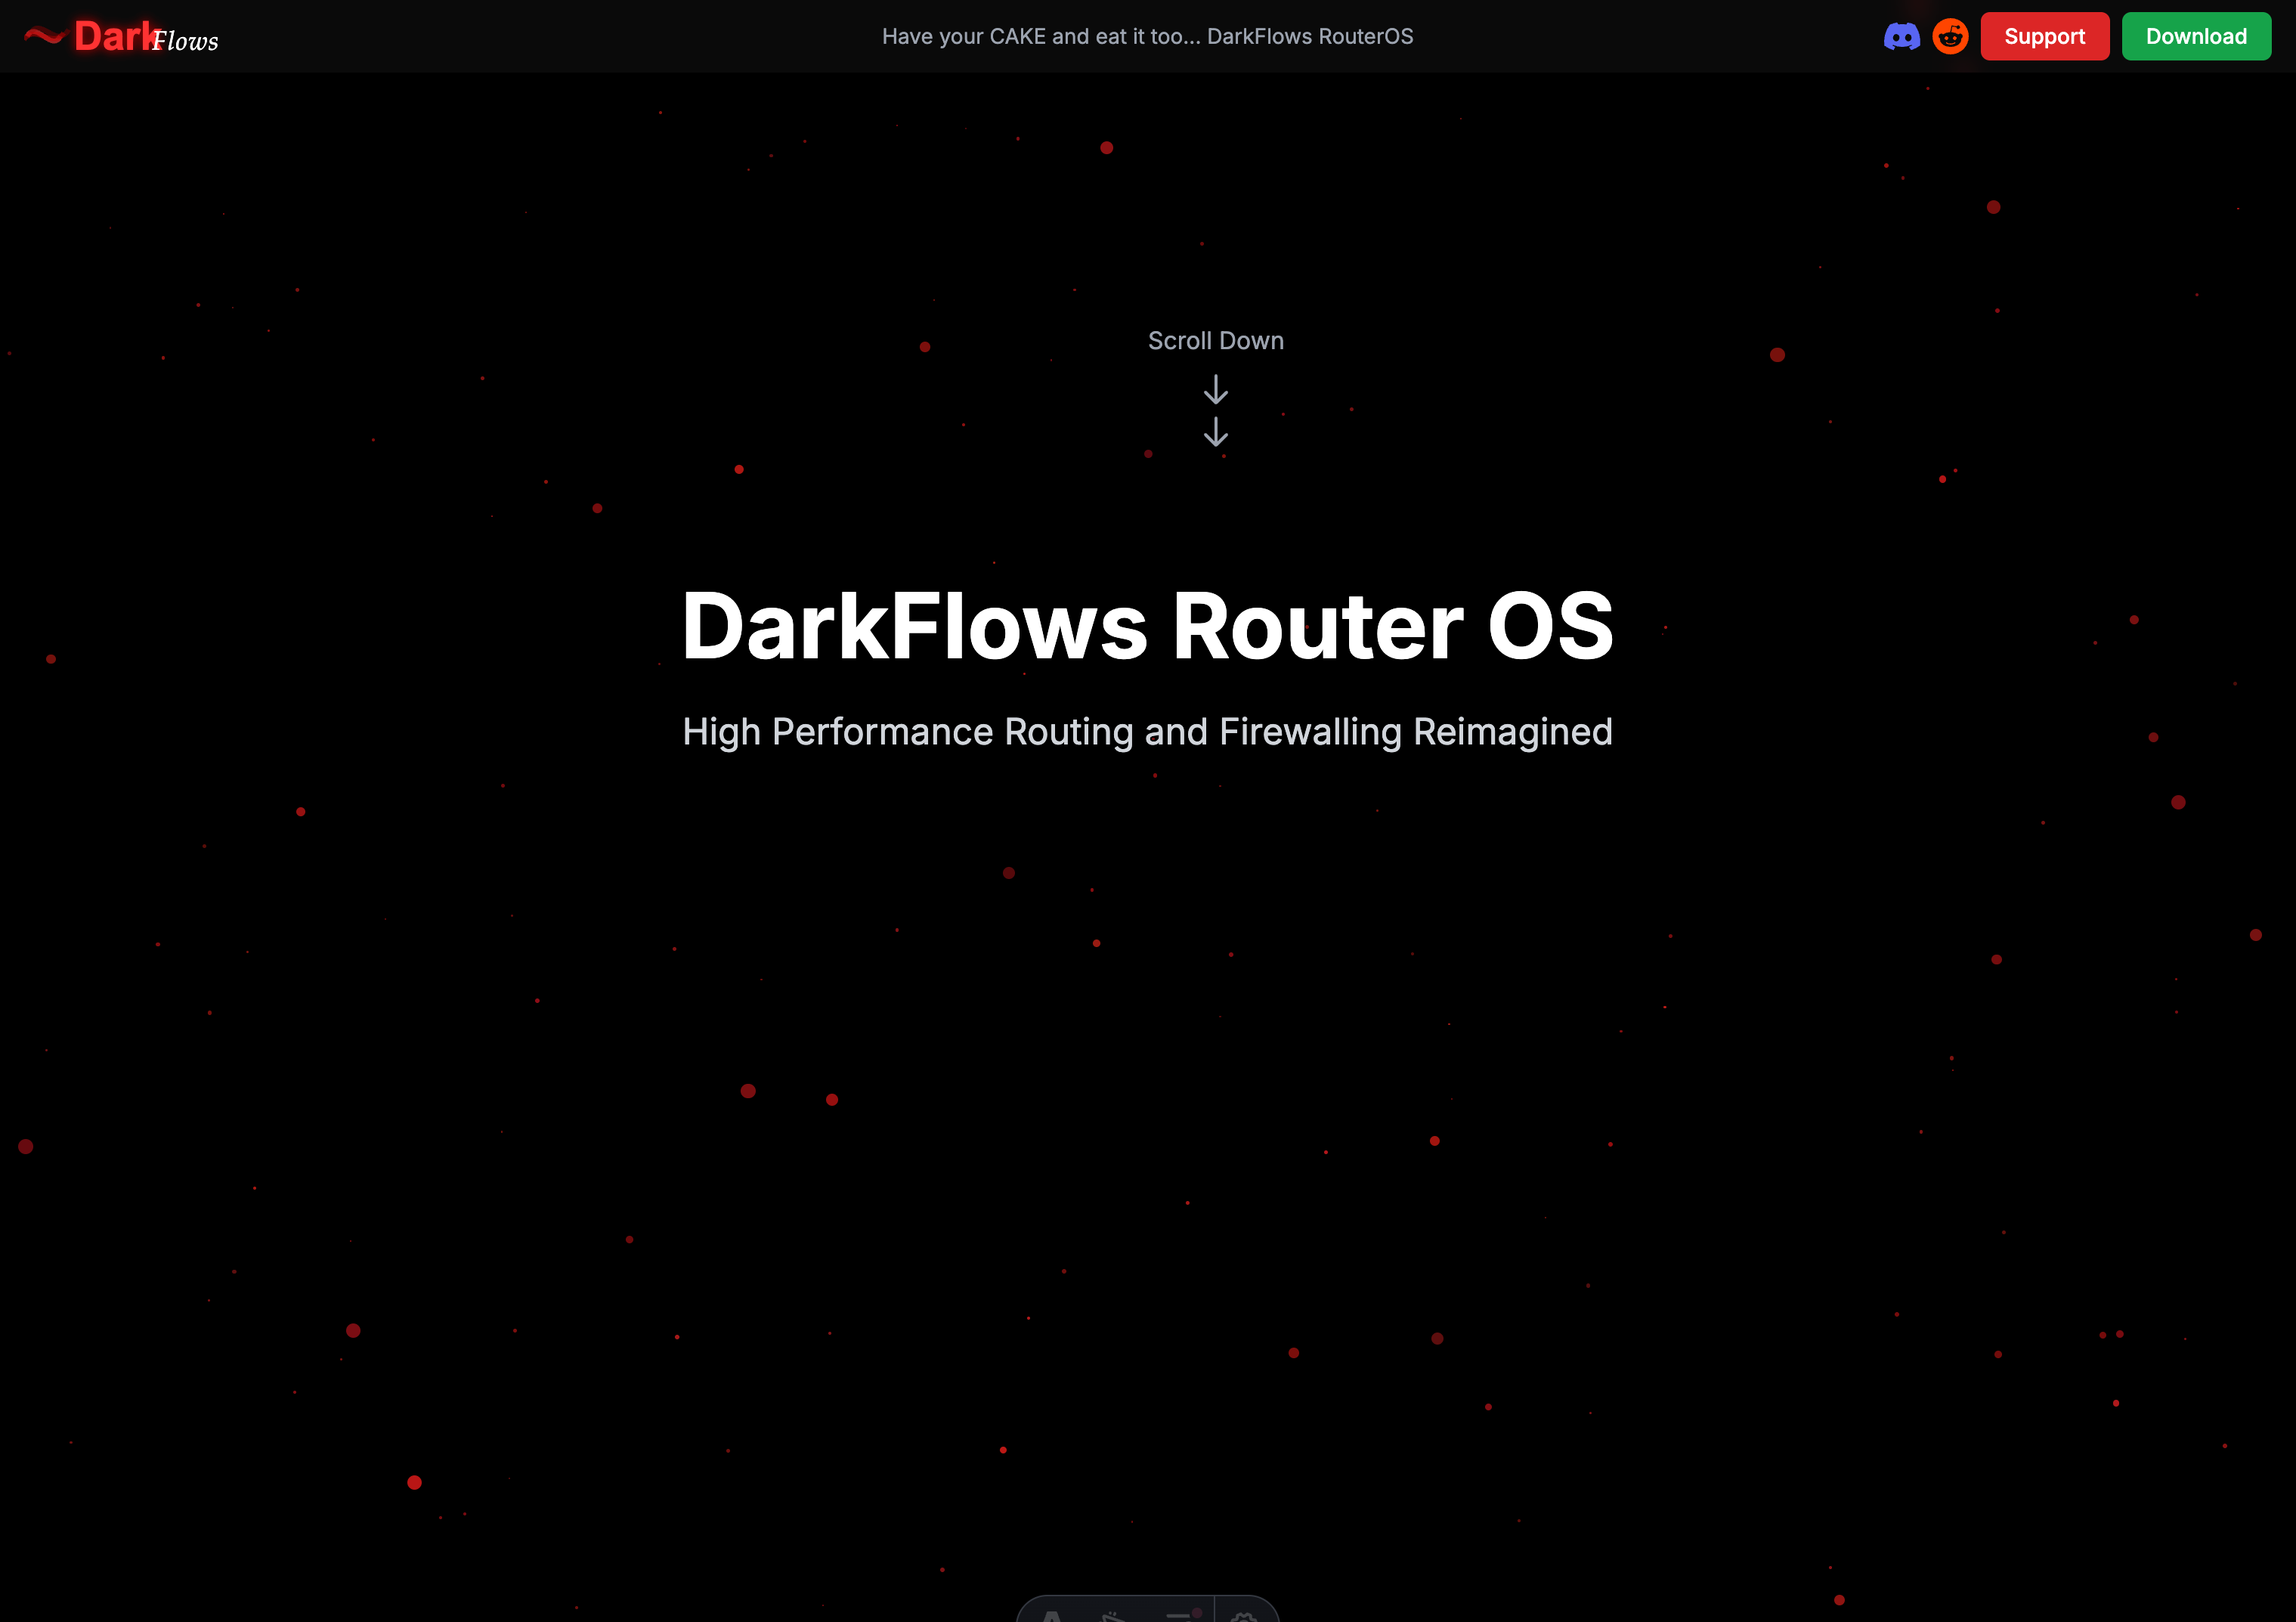 DarkFlows
Have your CAKE and eat it too... DarkFlows RouterOS
Support
Download
Scroll Down
DarkFlows Router OS
High Performance Routing and Firewalling Reimagined